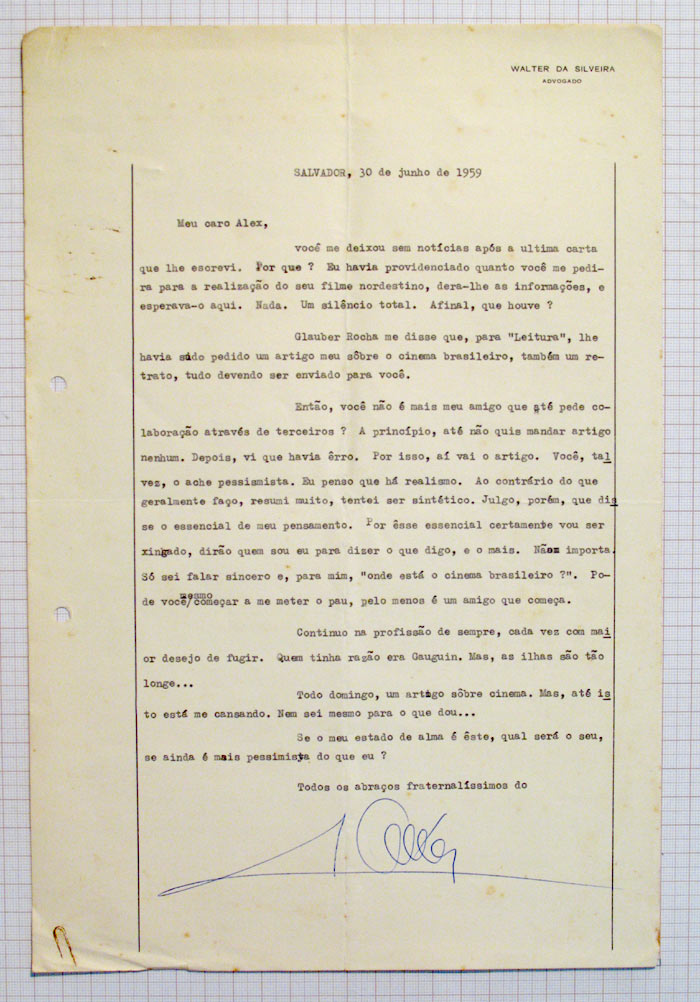 WALTER DA SILVEIRA
ADVOGADO
SALVADOR, 30 de junho de 1959
Meu caro Alex,
você me deixou sem notícias após a ultima carta
que lhe escrevi. Por que ? Eu havia providenciado quanto você me pedi-
ra para a realização do seu filme nordestino, dera-lhe as informações, e
esperava-o aqui. Nada. Um silêncio total. Afinal, que houve ?
Glauber Rocha me disse que, para "Leitura", lhe
havia sido pedido um artigo meu sôbre o cinema brasileiro, também um re-
trato, tudo devendo ser enviado para você.
Então, você não é mais meu amigo que até pede co-
laboração através de terceiros ? A princípio, até não quis mandar artigo
nenhum. Depois, vi que havia êrro. Por isso, aí vai o artigo. Você, tal
vez, o ache pessismista. Eu penso que há realismo. Ao contrário do que
geralmente faço, resumi muito, tentei ser sintético. Julgo, porém, que dis
se o essencial de meu pensamento. Por êsse essencial certamente vou ser
xingado, dirão quem sou eu para dizer o que digo, e o mais. Não importa.
Só sei falar sincero e, para mim, "onde está o cinema brasileiro ?". Po-
de você/mesmo começar a me meter o pau, pelo menos é um amigo que começa.
Continuo na profissão de sempre, cada vez com mai
or desejo de fugir. Quem tinha razão era Gauguin. Mas, as ilhas são tão
longe...
Todo domingo, um artigo sôbre cinema. Mas, até is
to está me cansando. Nem sei mesmo para o que dou...
Se o meu estado de alma é êste, qual será o seu,
se ainda é mais pessimista do que eu ?
Todos os abraços fraternalíssimos do